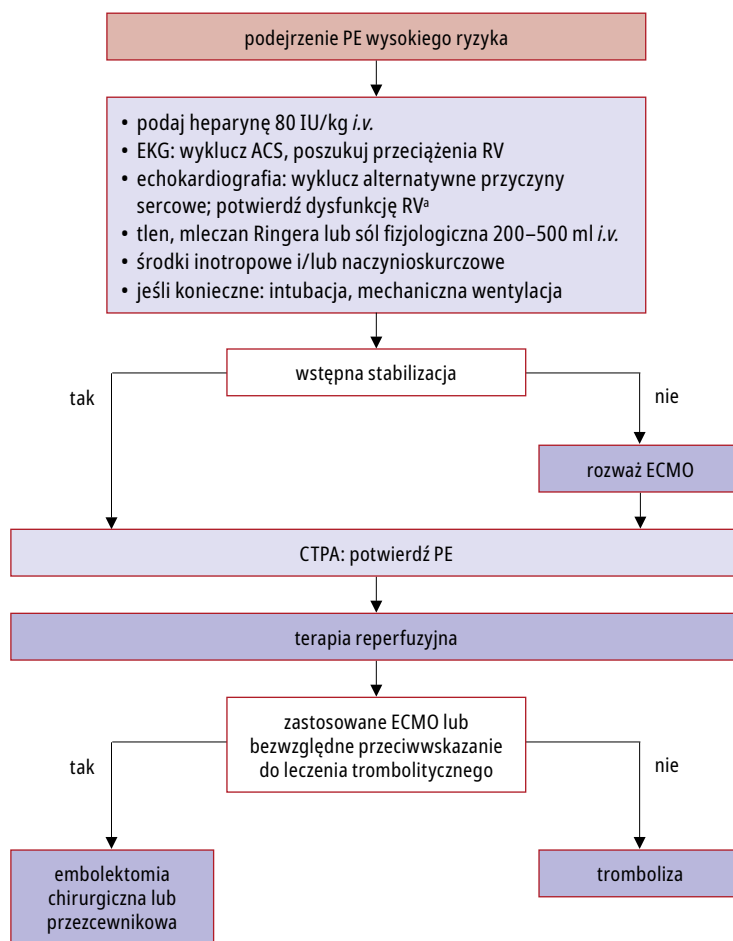 podejrzenie PE wysokiego ryzyka
• podaj heparynę 80 IU/kg i.v.
• EKG: wyklucz ACS, poszukuj przeciążenia RV
• echokardiografia: wyklucz alternatywne przyczyny
sercowe; potwierdź dysfunkcję RVª
• tlen, mleczan Ringera lub sól fizjologiczna 200–500 ml i.v.
• środki inotropowe i/lub naczynioskurczowe
• jeśli konieczne: intubacja, mechaniczna wentylacja
wstępna stabilizacja
tak
nie
rozważ ECMO
CTPA: potwierdź PE
terapia reperfuzyjna
zastosowane ECMO lub
bezwzględne przeciwwskazanie
do leczenia trombolitycznego
tak
nie
embolektomia
chirurgiczna lub
przezcewnikowa
tromboliza